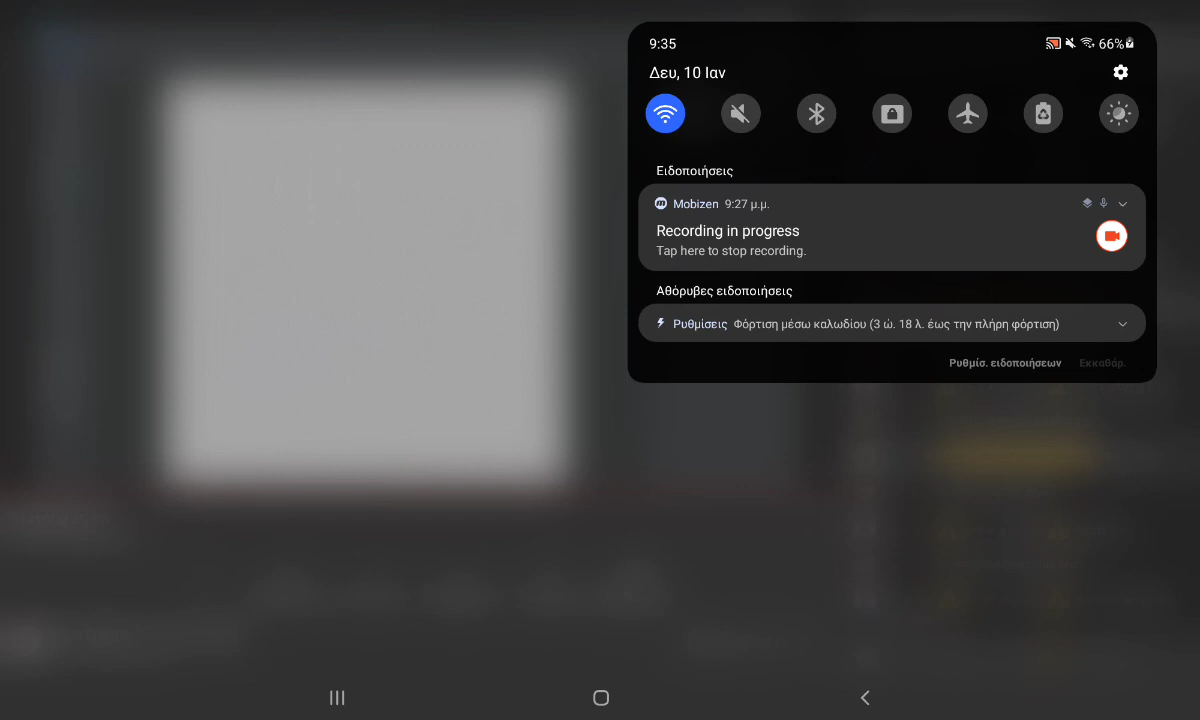 9:35
66%
Δευ, 10 Ιαν
Ειδοποιήσεις
Mobizen 9:27 μ.μ.
Recording in progress
Tap here to stop recording.
Αθόρυβες ειδοποιήσεις
Ρυθμίσεις Φόρτιση μέσω καλωδίου (3 ώ. 18 λ. έως την πλήρη φόρτιση)
Ρυθμίσ. ειδοποιήσεων Εκκαθάρ.